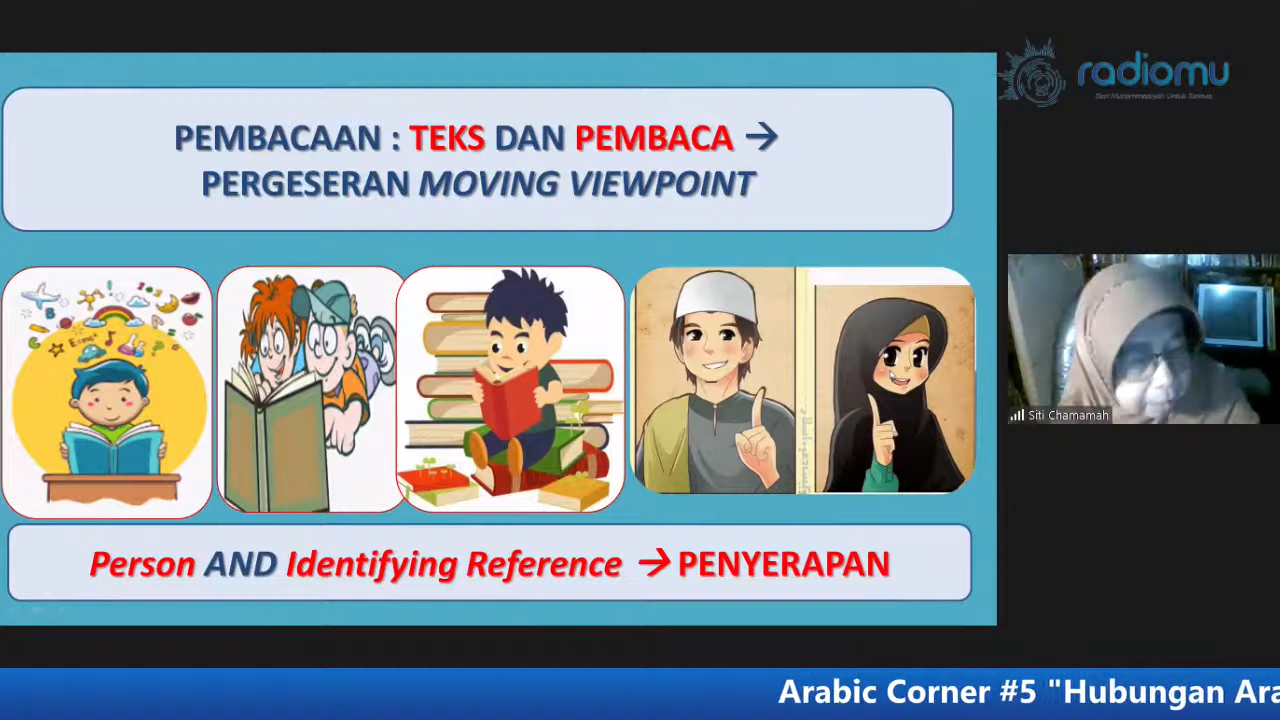 radiomu
PEMBACAAN : TEKS DAN PEMBACA →
PERGESERAN MOVING VIEWPOINT
Siti Chamamah
Person AND Identifying Reference → PENYERAPAN
Arabic Corner #5 "Hubungan Ara